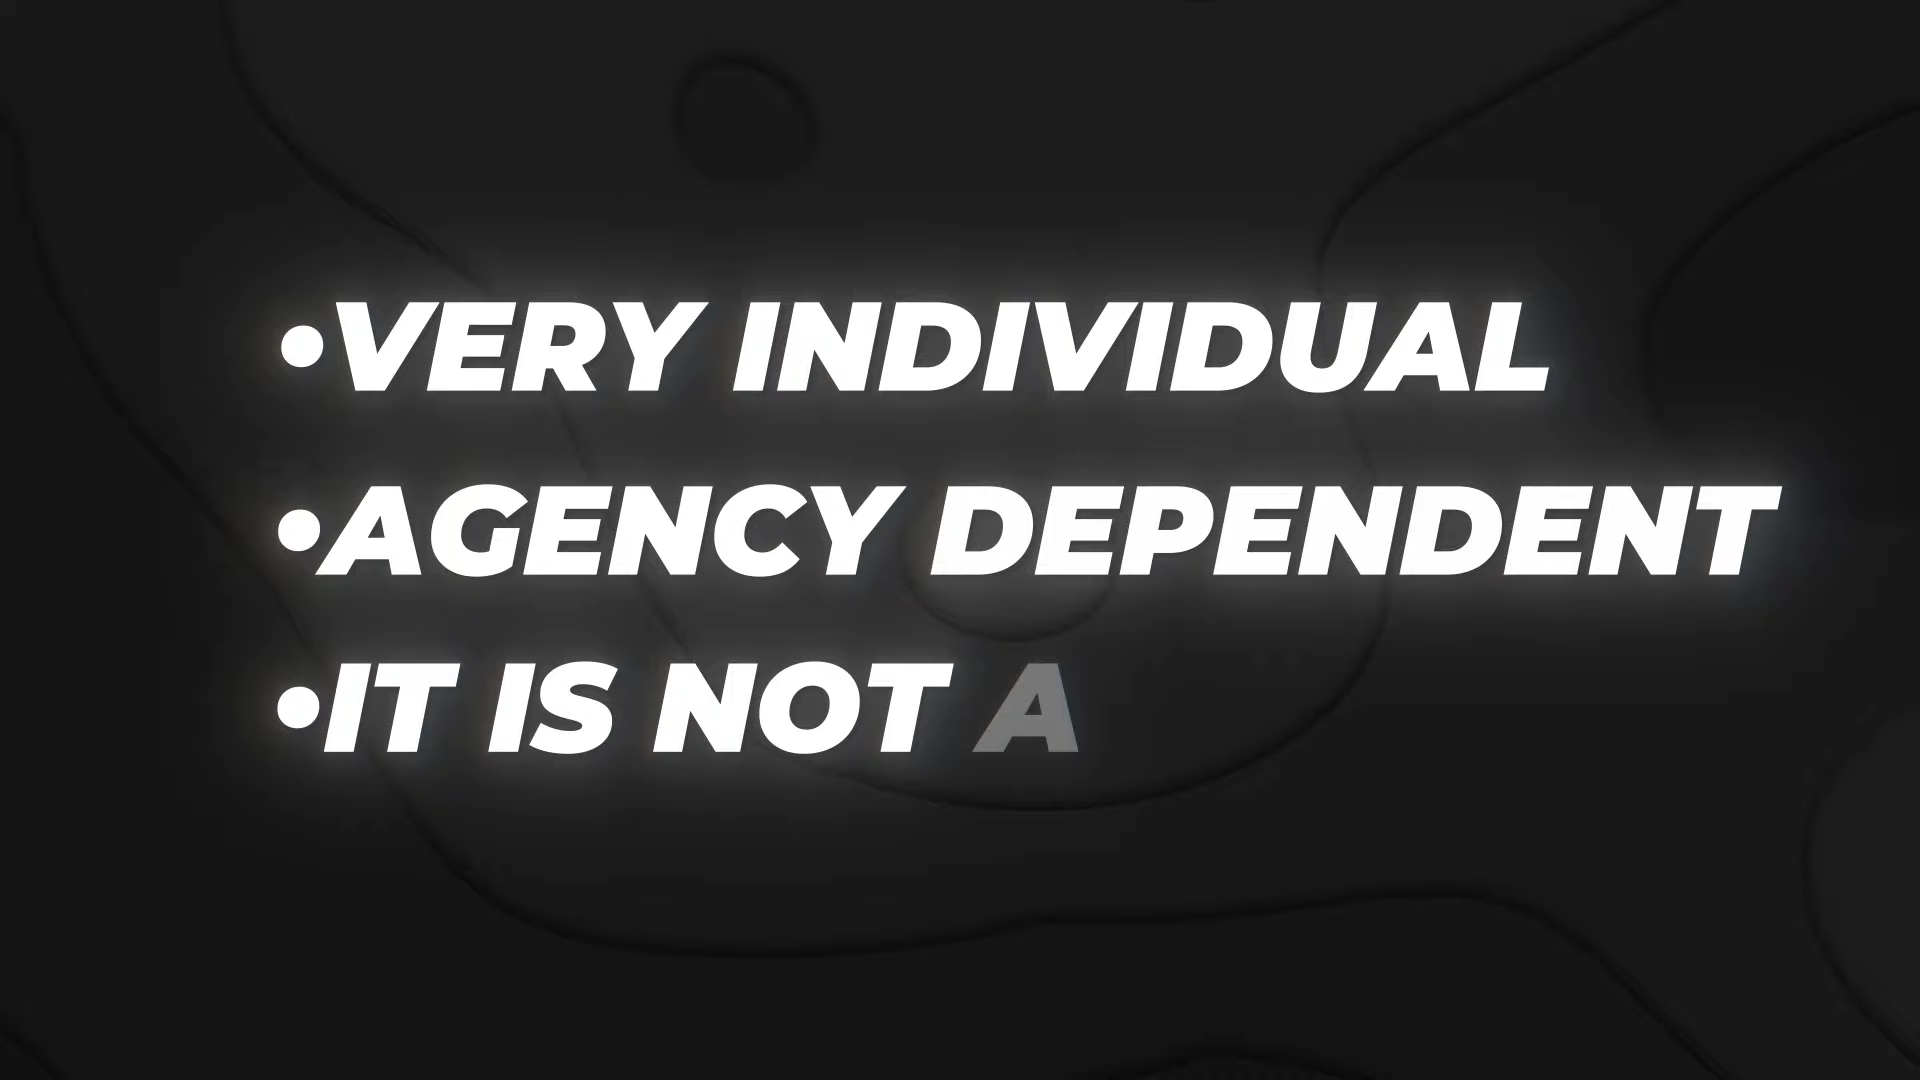 •VERY INDIVIDUAL
•AGENCY DEPENDENT
•IT IS NOT A